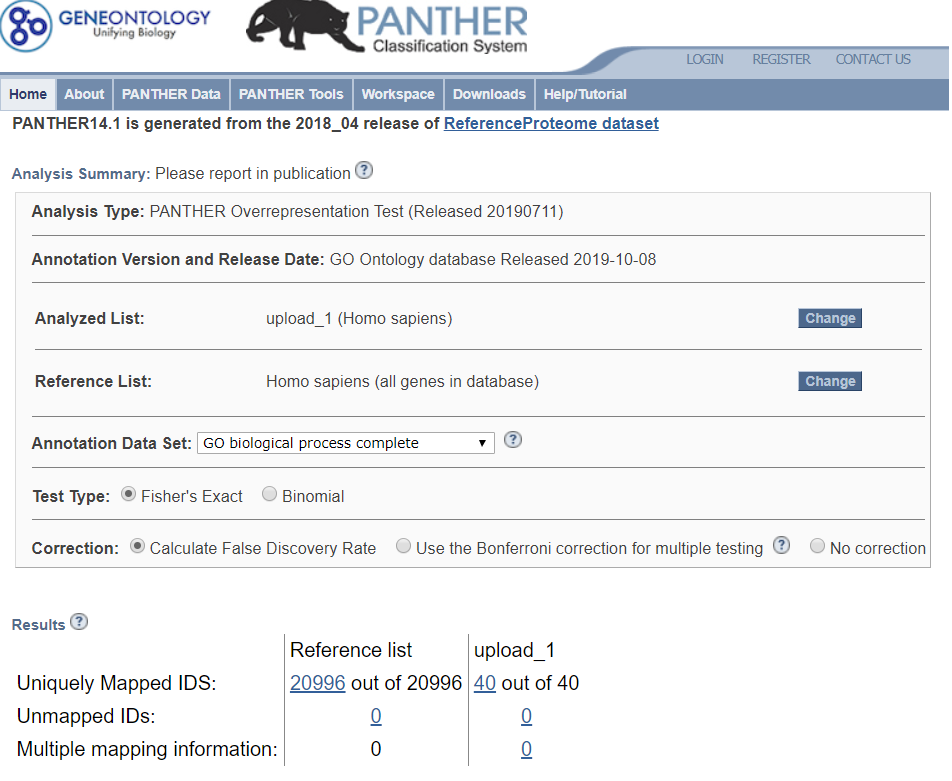 GENEONTOLOGY
Unifying Biology
PANTHER
Classification System
LOGIN REGISTER CONTACT US
Home About PANTHER Data PANTHER Tools Workspace Downloads Help/Tutorial
PANTHER14.1 is generated from the 2018_04 release of ReferenceProteome dataset
Analysis Summary: Please report in publication ?
Analysis Type: PANTHER Overrepresentation Test (Released 20190711)
Annotation Version and Release Date: GO Ontology database Released 2019-10-08
Analyzed List: upload_1 (Homo sapiens) Change
Reference List: Homo sapiens (all genes in database) Change
Annotation Data Set: GO biological process complete ?
Test Type: Fisher's Exact Binomial
Correction: Calculate False Discovery Rate Use the Bonferroni correction for multiple testing ? No correction
Results ?
Reference list upload_1
Uniquely Mapped IDS: 20996 out of 20996 40 out of 40
Unmapped IDs: 0 0
Multiple mapping information: 0 0